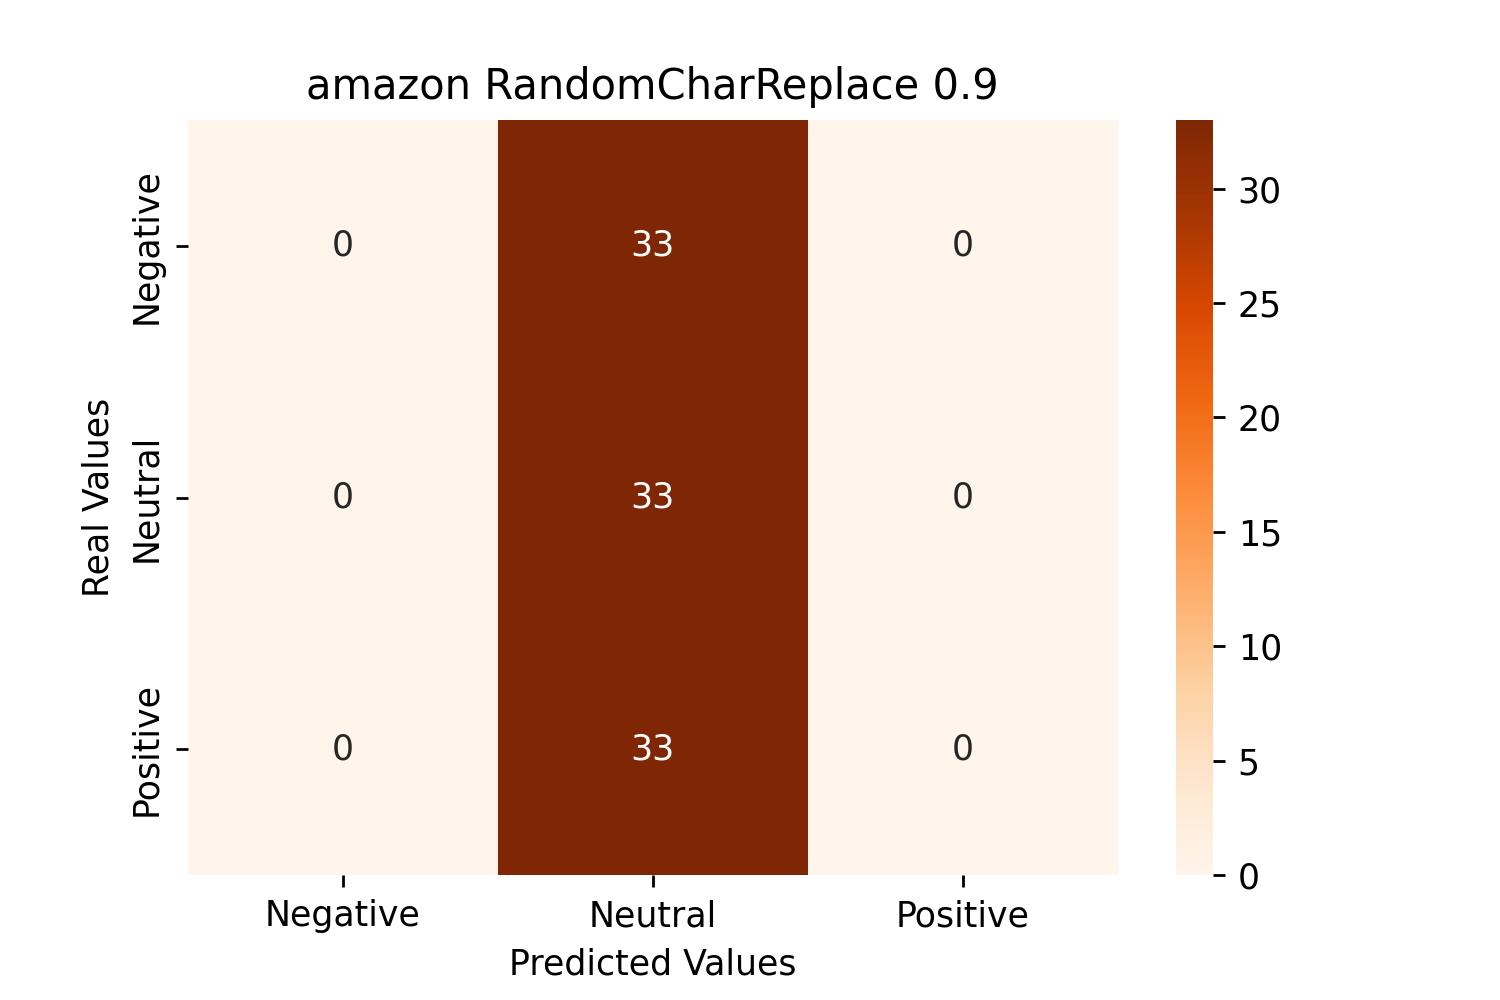 amazon RandomCharReplace 0.9
Real Values
Negative
0 33 0
Neutral
0 33 0
Positive
0 33 0
Negative Neutral Positive
Predicted Values
30
25
20
15
10
5
0